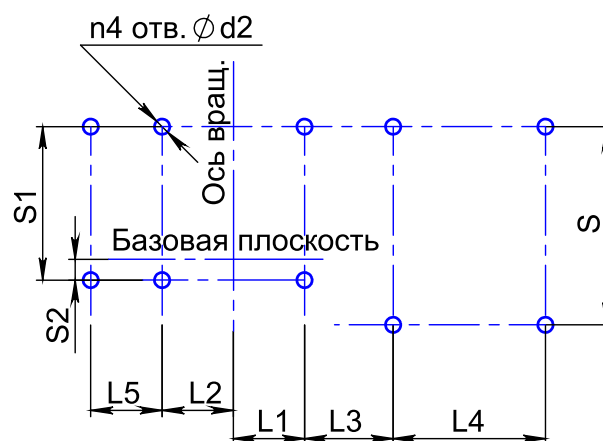 n4 отв. ∅ d2
Ось вращ.
S1
Базовая плоскость
S
S2
L5
L2
L1
L3
L4